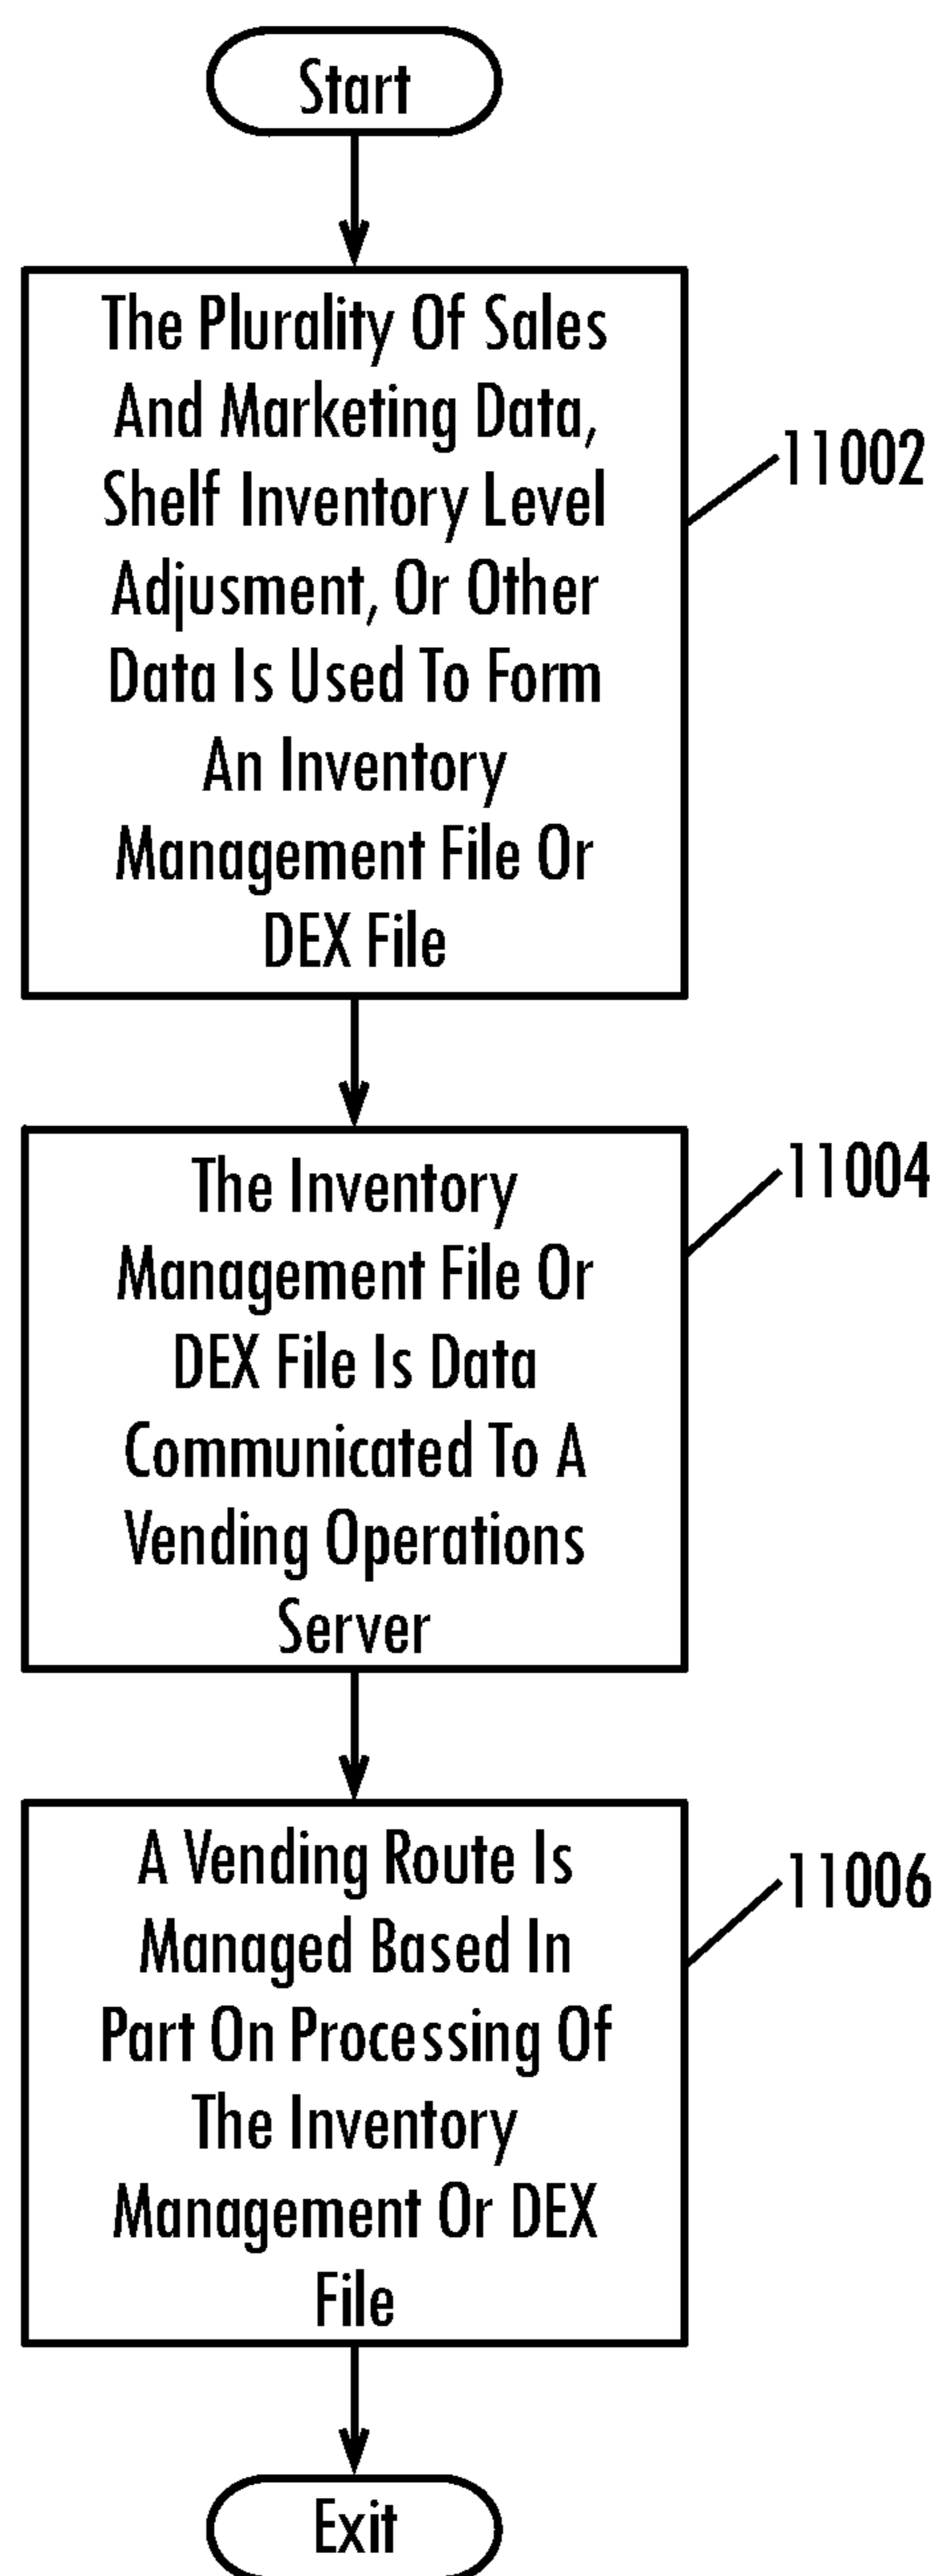 Start
The Plurality Of Sales
And Marketing Data,
Shelf Inventory Level
Adjusment, Or Other
Data Is Used To Form
An Inventory
Management File Or
DEX File
11002
The Inventory
Management File Or
DEX File Is Data
Communicated To A
Vending Operations
Server
11004
A Vending Route Is
Managed Based In
Part On Processing Of
The Inventory
Management Or DEX
File
11006
Exit